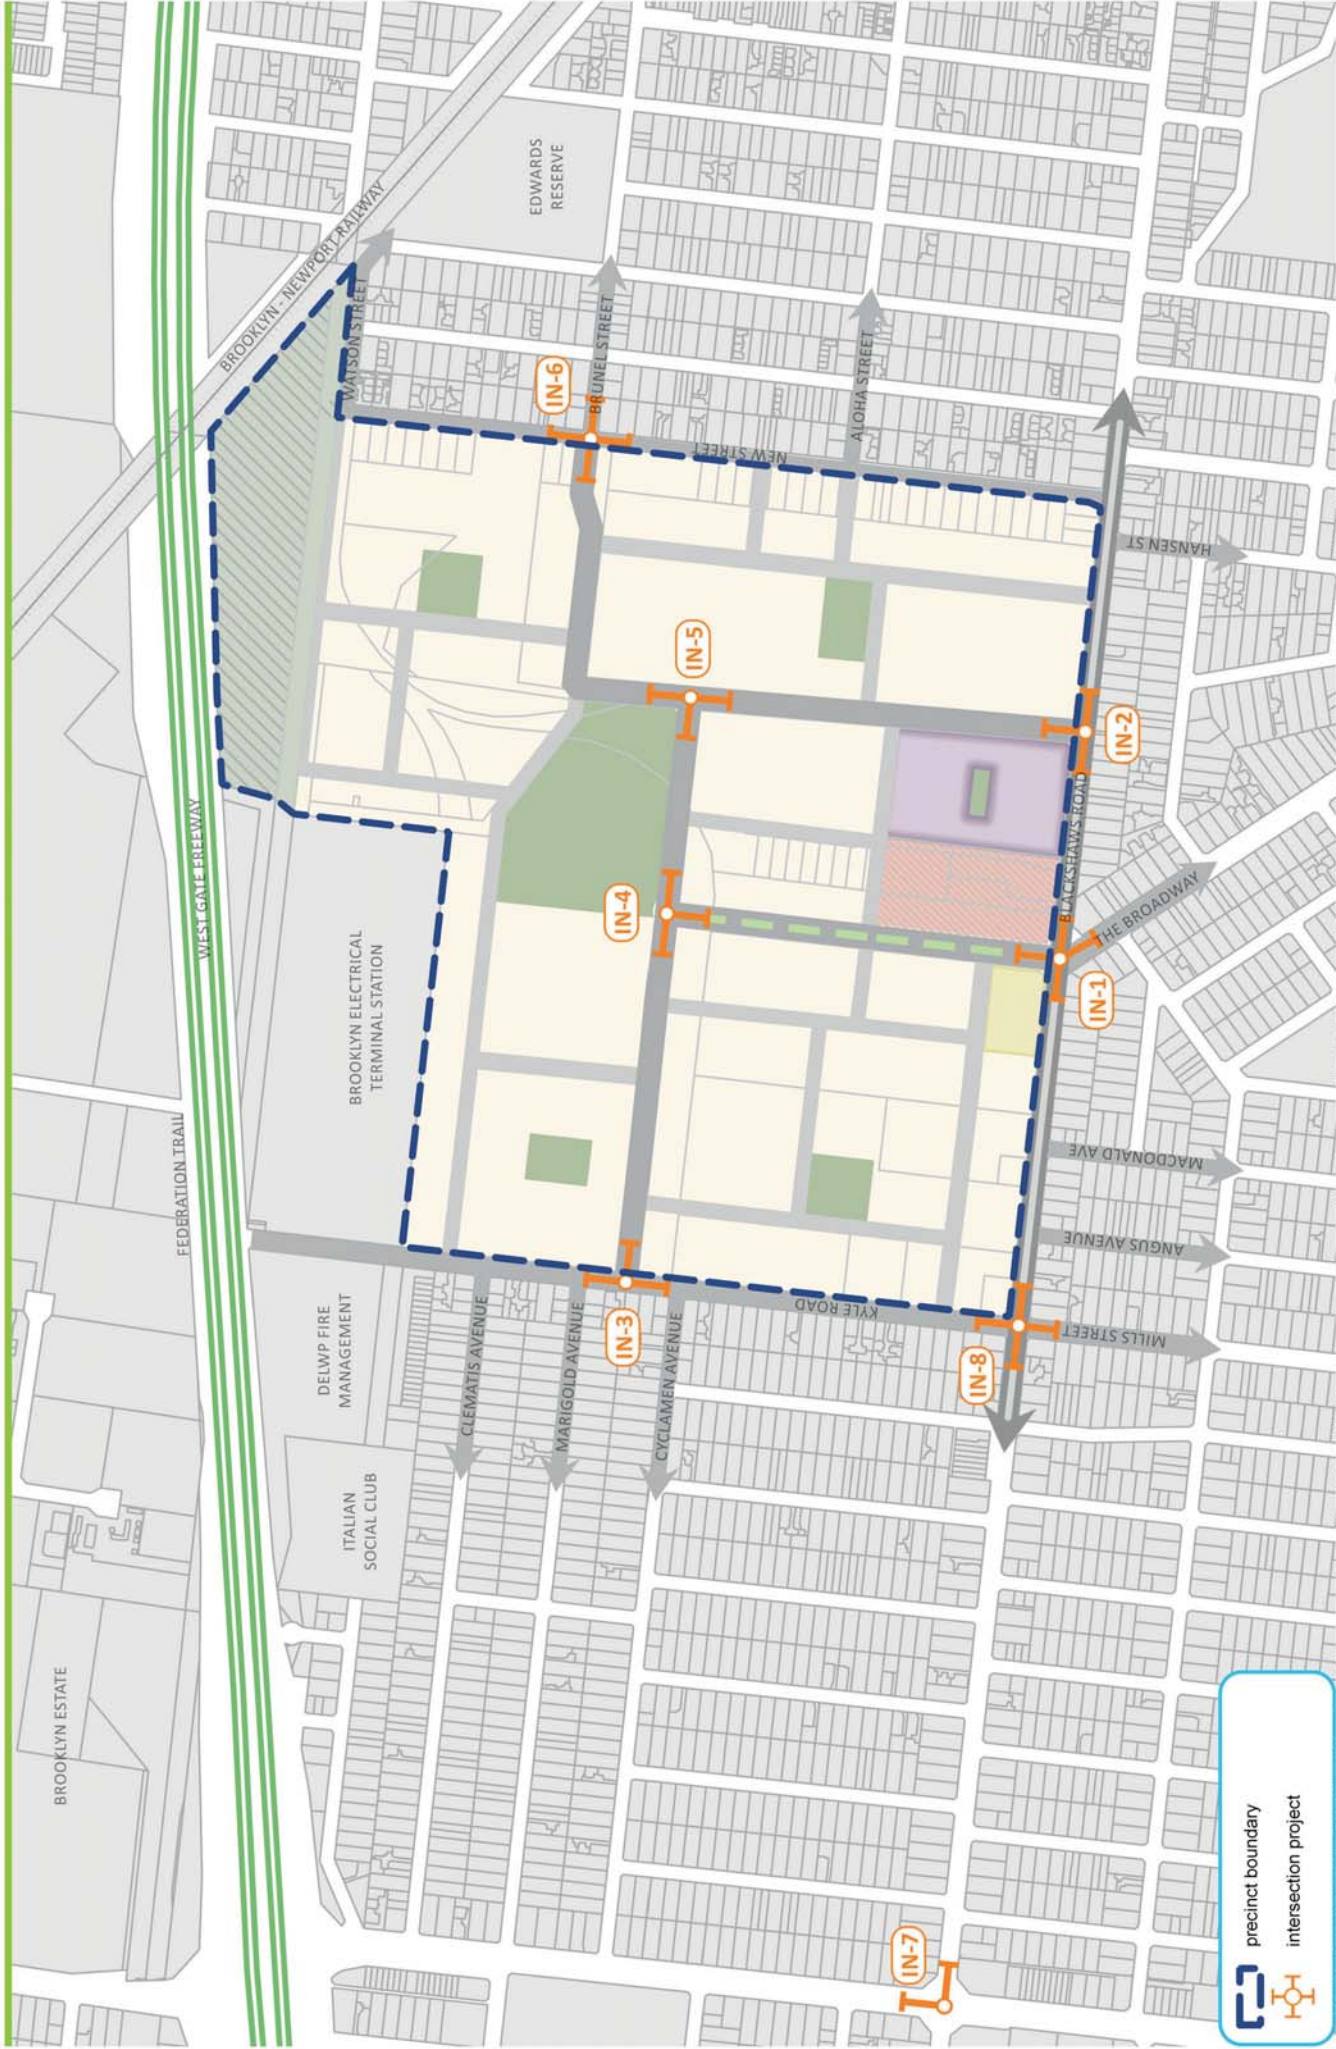 BROOKLYN ESTATE
FEDERATION TRAIL
WEST GATE FREEWAY
BROOKLYN - NEWPORT RAILWAY
ITALIAN
SOCIAL CLUB
DELWP FIRE
MANAGEMENT
BROOKLYN ELECTRICAL
TERMINAL STATION
WATSON STREET
EDWARDS
RESERVE
CLEMATIS AVENUE
MARIGOLD AVENUE
CYCLAMEN AVENUE
IN-3
IN-4
IN-5
IN-6
BRUNEL STREET
NEW STREET
ALOHA STREET
KYLE ROAD
IN-7
IN-8
IN-1
IN-2
BLACKSHAWS ROAD
MILLS STREET
ANGUS AVENUE
MACDONALD AVE
THE BROADWAY
HANSEN ST
precinct boundary
intersection project